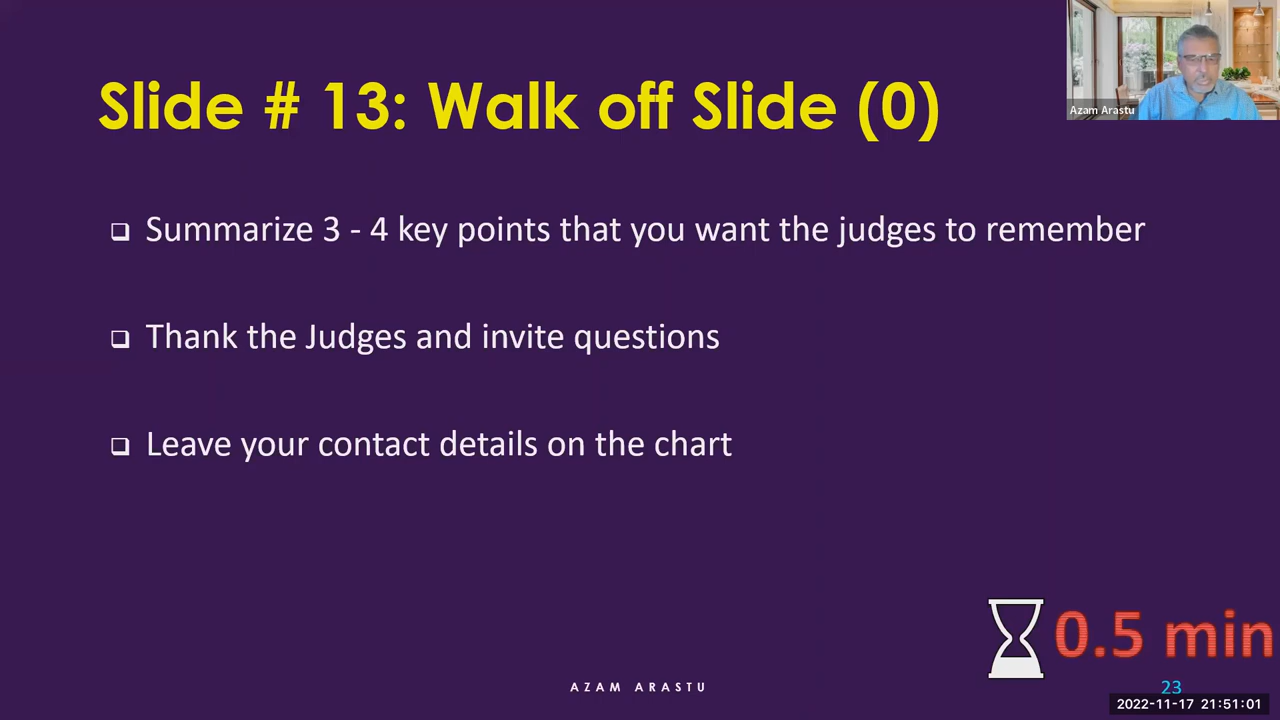 Slide # 13: Walk off Slide (0)
Azam Arastu
Summarize 3 - 4 key points that you want the judges to remember
Thank the Judges and invite questions
Leave your contact details on the chart
0.5 min
AZAM ARASTU
23
2022-11-17 21:51:01